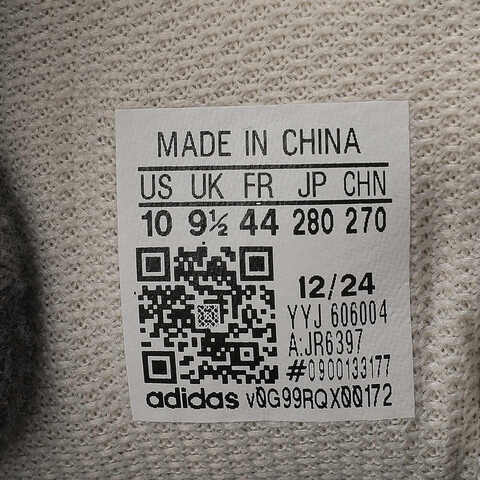 MADE IN CHINA
US UK FR JP CHN
10 9½ 44 280 270
12/24
YYJ 606004
A:JR6397
#0900133177
adidas v0G99RQX00172